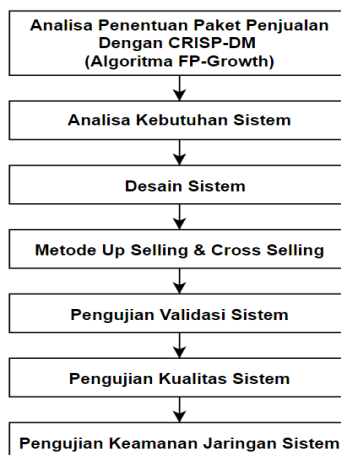 Analisa Penentuan Paket Penjualan
Dengan CRISP-DM
(Algoritma FP-Growth)
Analisa Kebutuhan Sistem
Desain Sistem
Metode Up Selling & Cross Selling
Pengujian Validasi Sistem
Pengujian Kualitas Sistem
Pengujian Keamanan Jaringan Sistem